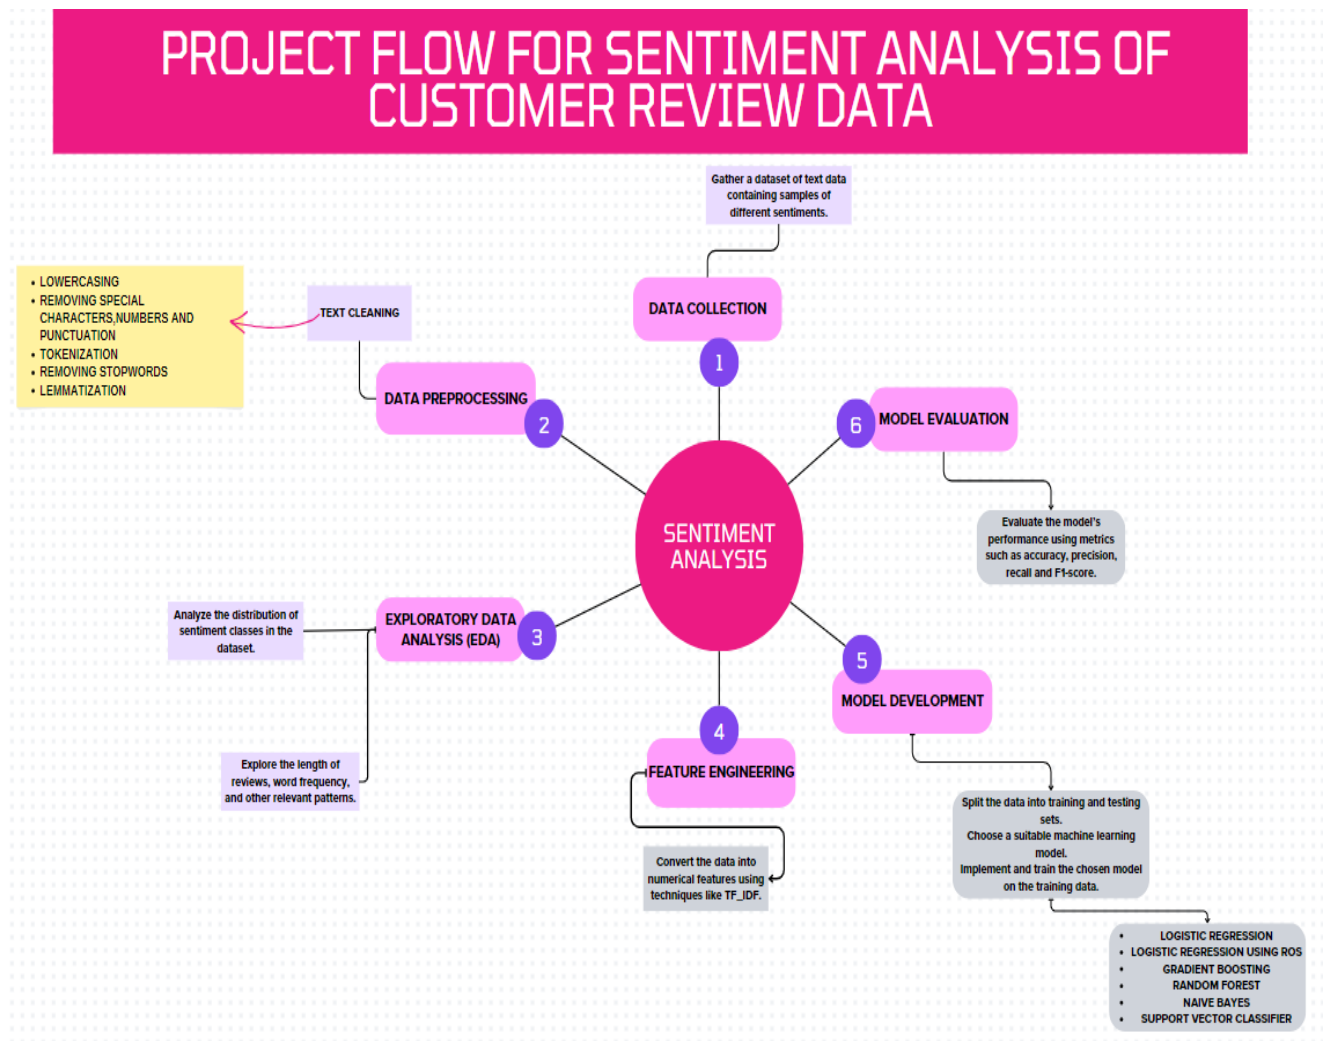 PROJECT FLOW FOR SENTIMENT ANALYSIS OF
CUSTOMER REVIEW DATA
Gather a dataset of text data
containing samples of
different sentiments.
DATA COLLECTION
1
• LOWERCASING
• REMOVING SPECIAL
CHARACTERS,NUMBERS AND
PUNCTUATION
• TOKENIZATION
• REMOVING STOPWORDS
• LEMMATIZATION
TEXT CLEANING
DATA PREPROCESSING
2
6
MODEL EVALUATION
Evaluate the model's
performance using metrics
such as accuracy, precision,
recall and F1-score.
SENTIMENT
ANALYSIS
Analyze the distribution of
sentiment classes in the
dataset.
EXPLORATORY DATA
ANALYSIS (EDA)
3
Explore the length of
reviews, word frequency,
and other relevant patterns.
4
FEATURE ENGINEERING
Convert the data into
numerical features using
techniques like TF_IDF.
5
MODEL DEVELOPMENT
Split the data into training and testing
sets.
Choose a suitable machine learning
model.
Implement and train the chosen model
on the training data.
• LOGISTIC REGRESSION
• LOGISTIC REGRESSION USING ROS
• GRADIENT BOOSTING
• RANDOM FOREST
• NAIVE BAYES
• SUPPORT VECTOR CLASSIFIER